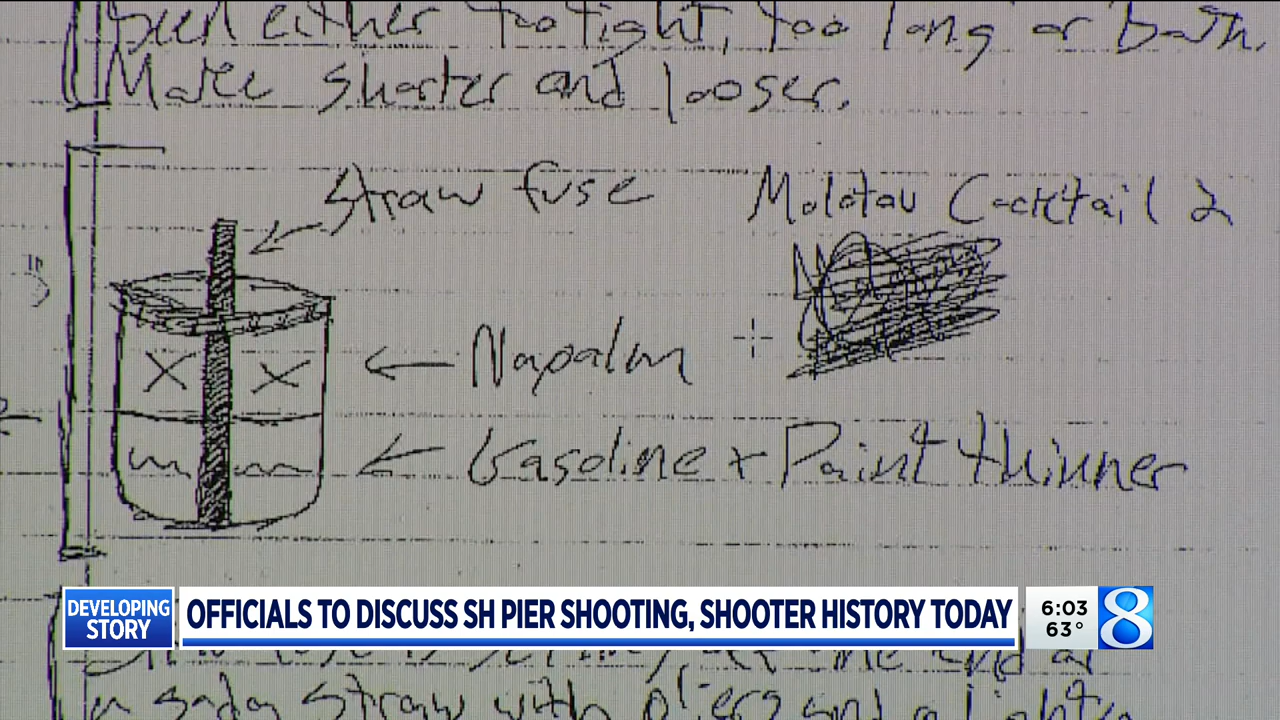 been either too tight, too long or both.
Make shorter and looser.
Straw fuse
Molotov Cocktail 2
Napalm
Gasoline + Paint thinner
DEVELOPING
STORY
OFFICIALS TO DISCUSS SH PIER SHOOTING, SHOOTER HISTORY TODAY
6:03
63°
8
a soda straw with pliers and a